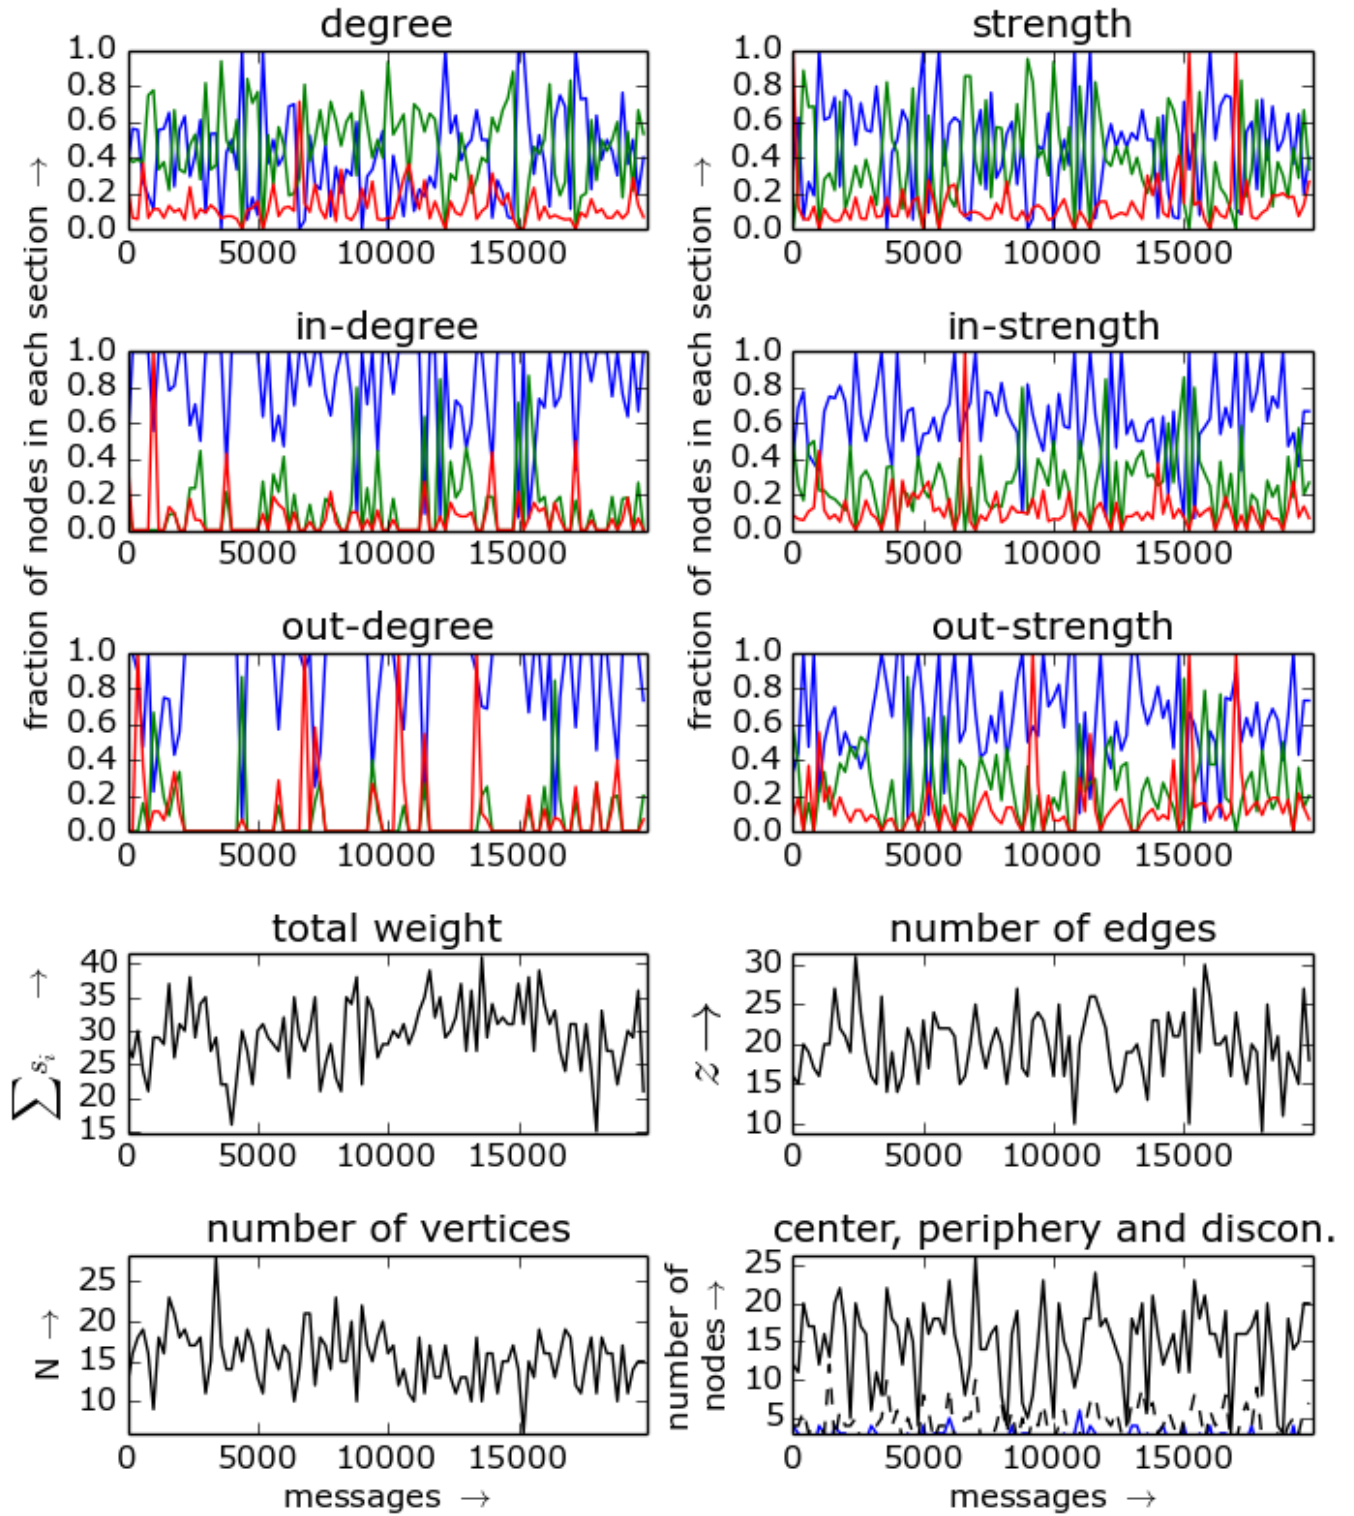 degree
1.0
0.8
0.6
0.4
0.2
0.0
0 5000 10000 15000
strength
1.0
0.8
0.6
0.4
0.2
0.0
0 5000 10000 15000
in-degree
1.0
0.8
0.6
0.4
0.2
0.0
0 5000 10000 15000
in-strength
1.0
0.8
0.6
0.4
0.2
0.0
0 5000 10000 15000
out-degree
1.0
0.8
0.6
0.4
0.2
0.0
0 5000 10000 15000
out-strength
1.0
0.8
0.6
0.4
0.2
0.0
0 5000 10000 15000
fraction of nodes in each section →
fraction of nodes in each section →
total weight
∑ s_i →
40
35
30
25
20
15
0 5000 10000 15000
number of edges
z →
30
25
20
15
10
0 5000 10000 15000
number of vertices
N →
25
20
15
10
0 5000 10000 15000
messages →
center, periphery and discon.
number of
nodes →
25
20
15
10
5
0 5000 10000 15000
messages →